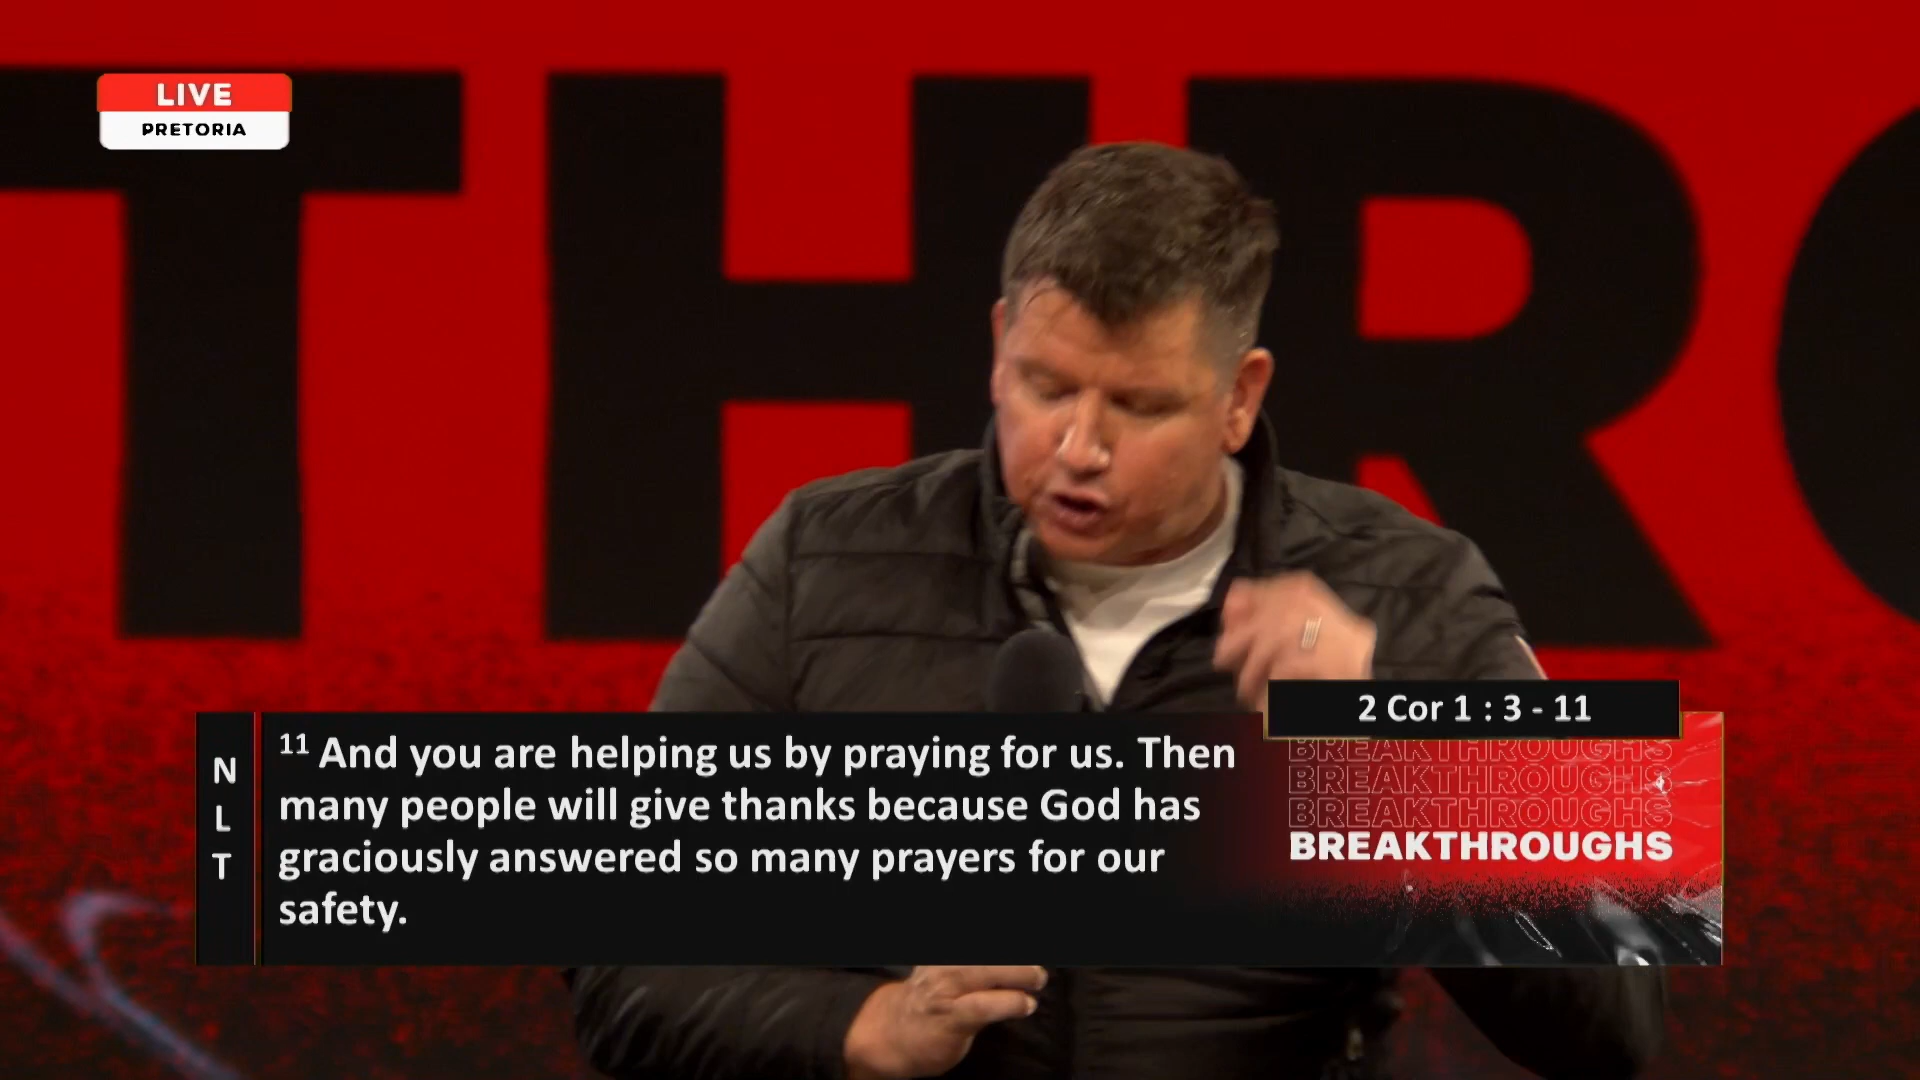 LIVE
PRETORIA
THRO
2 Cor 1 : 3 - 11
N
L
T
11 And you are helping us by praying for us. Then
many people will give thanks because God has
graciously answered so many prayers for our
safety.
BREAKTHROUGHS
BREAKTHROUGHS
BREAKTHROUGHS
BREAKTHROUGHS